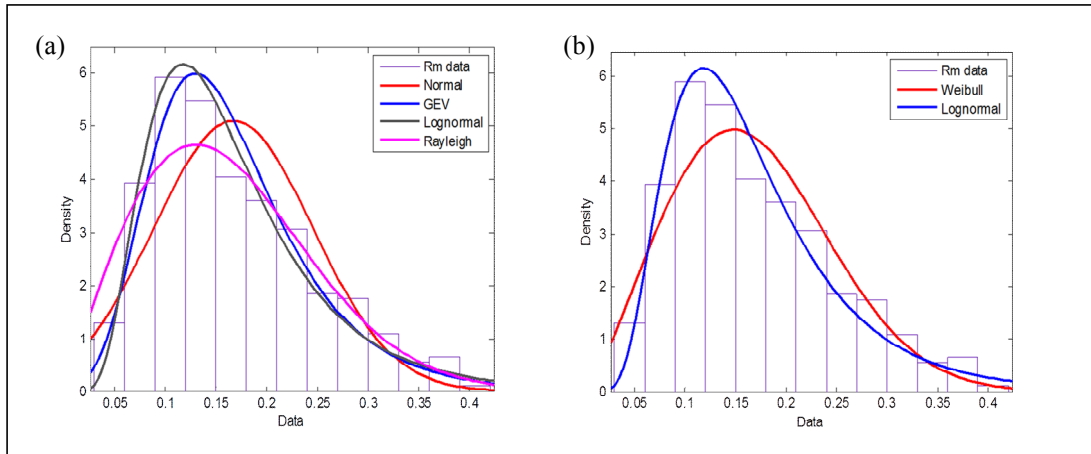 (a)
Rm data
Normal
GEV
Lognormal
Rayleigh
6
5
4
3
2
1
0
Density
0.05 0.1 0.15 0.2 0.25 0.3 0.35 0.4
Data
(b)
Rm data
Weibull
Lognormal
6
5
4
3
2
1
0
Density
0.05 0.1 0.15 0.2 0.25 0.3 0.35 0.4
Data